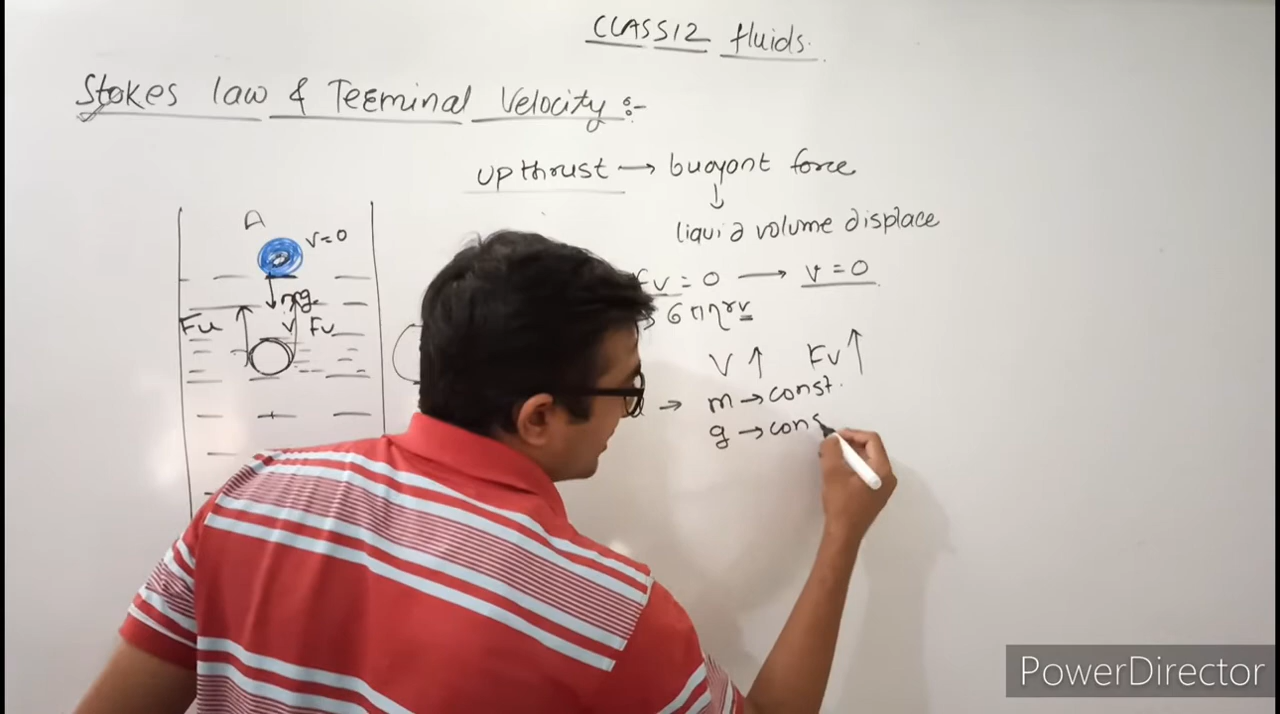 CLASS12 fluids.
Stokes law & Terminal Velocity :-
upthrust → buoyant force
↓
liquid volume displace
A
V=0
Fv = 0 → v = 0
mg
6πηrv
Fu Fv
V ↑ Fv ↑
→ m → const.
g → cons
PowerDirector